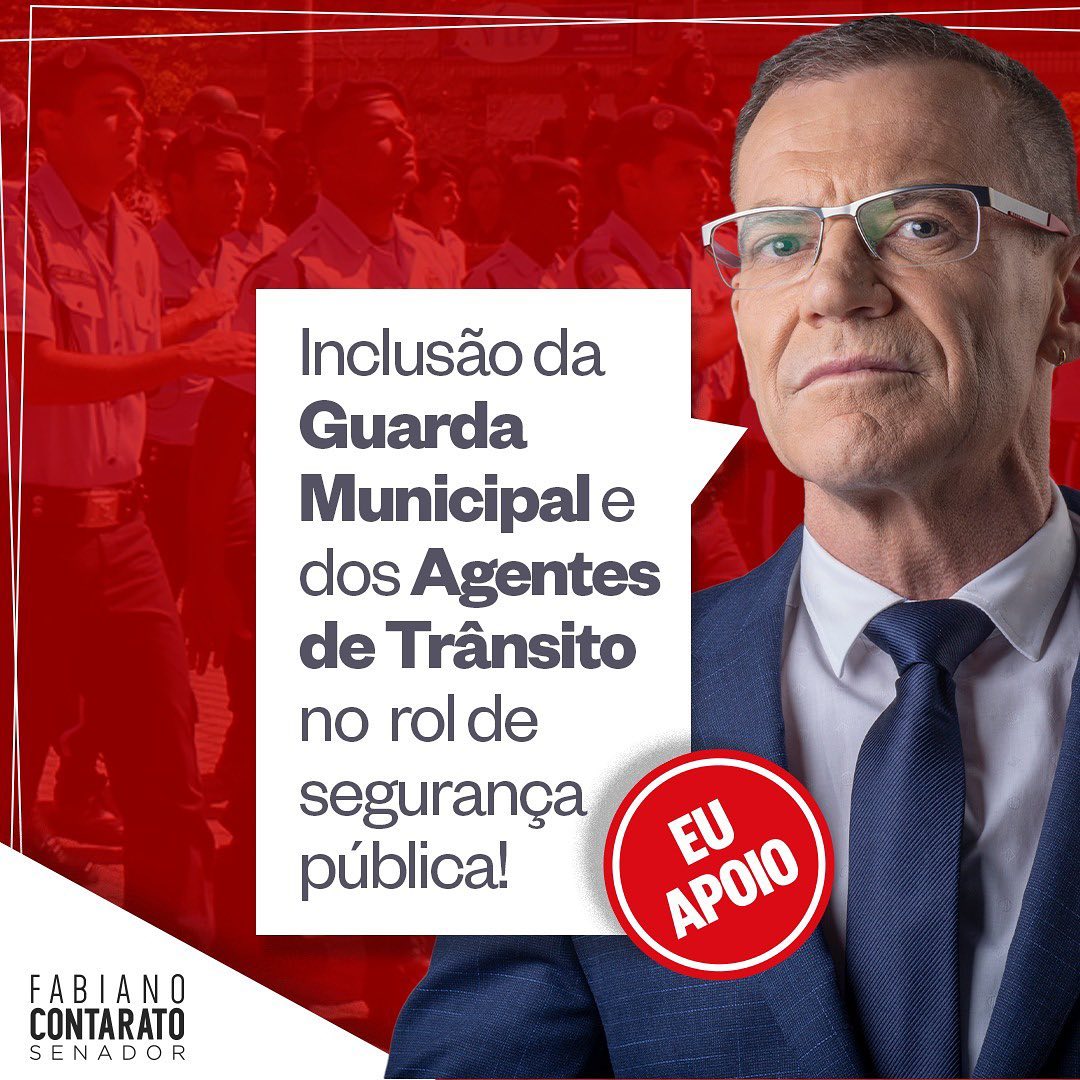 Inclusão da
Guarda
Municipal e
dos Agentes
de Trânsito
no rol de
segurança
pública!
EU
APOIO
FABIANO
CONTARATO
SENADOR